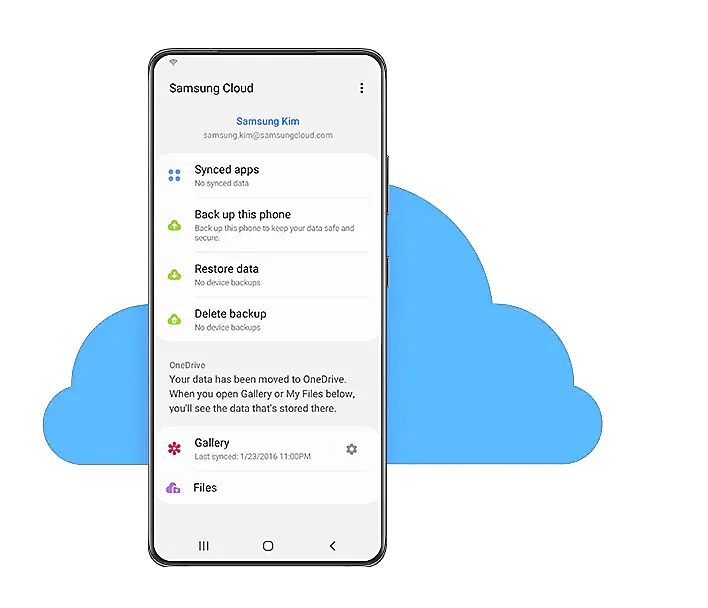 Samsung Cloud
Samsung Kim
samsung.kim@samsungcloud.com
Synced apps
No synced data
Back up this phone
Back up this phone to keep your data safe and
secure.
Restore data
No device backups
Delete backup
No device backups
OneDrive
Your data has been moved to OneDrive.
When you open Gallery or My Files below,
you'll see the data that's stored there.
Gallery
Last synced: 1/23/2016 11:00PM
Files